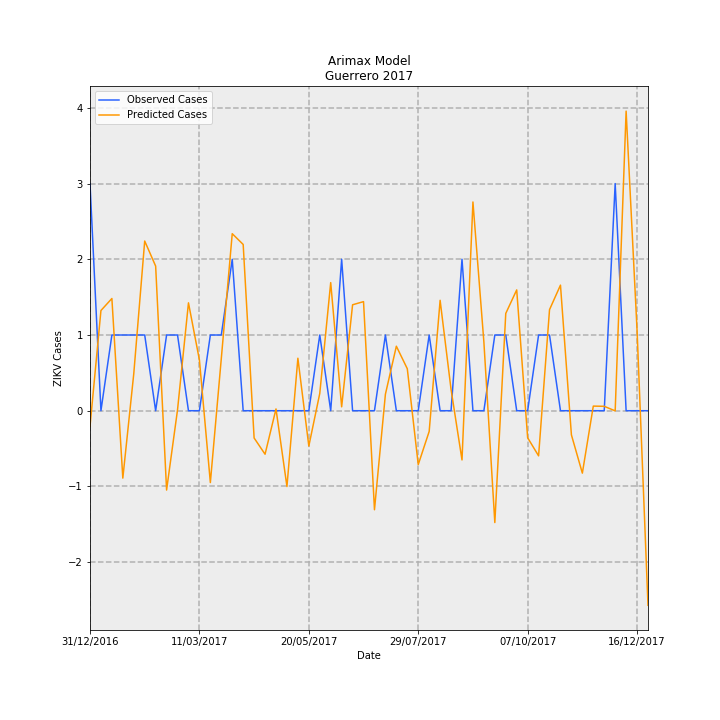 Arimax Model
Guerrero 2017
Observed Cases
Predicted Cases
4
3
2
1
0
−1
−2
ZIKV Cases
31/12/2016 11/03/2017 20/05/2017 29/07/2017 07/10/2017 16/12/2017
Date